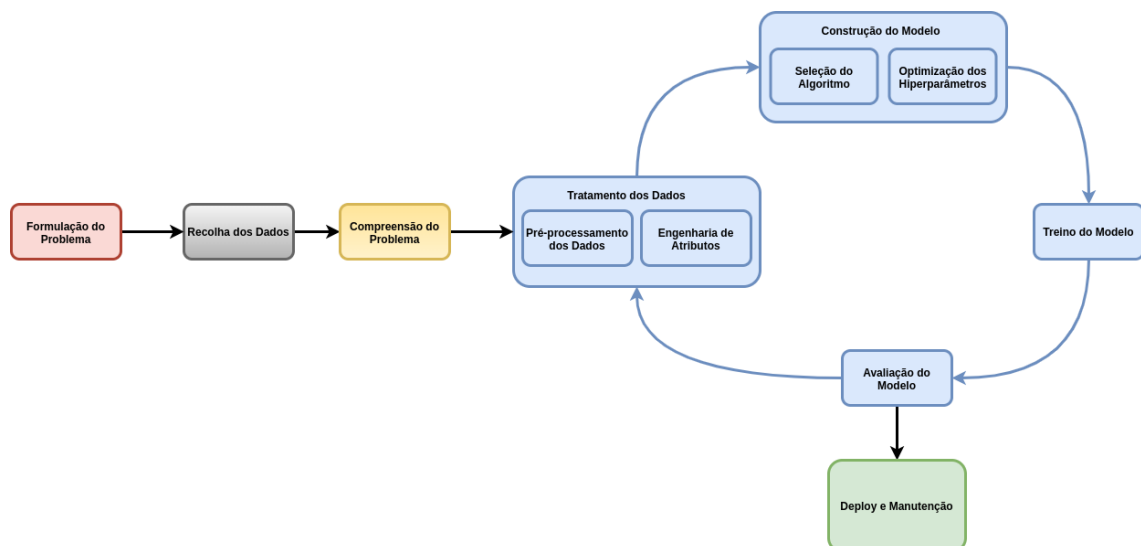 Formulação do
Problema
Recolha dos Dados
Compreensão do
Problema
Tratamento dos Dados
Pré-processamento
dos Dados
Engenharia de
Atributos
Construção do Modelo
Seleção do
Algoritmo
Optimização dos
Hiperparâmetros
Treino do Modelo
Avaliação do
Modelo
Deploy e Manutenção